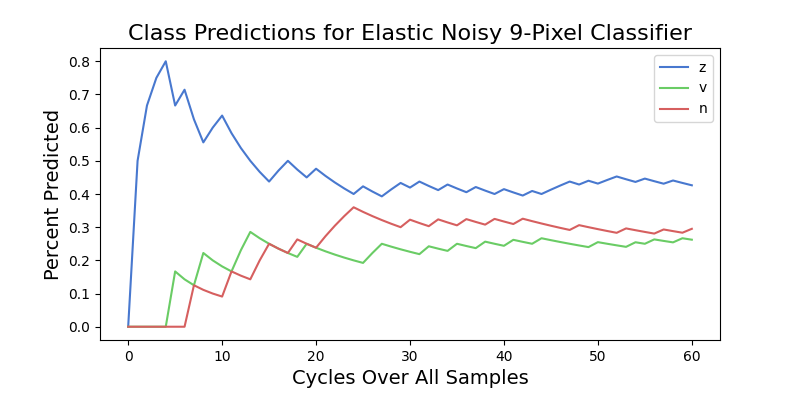 Class Predictions for Elastic Noisy 9-Pixel Classifier
Percent Predicted
0.8
0.7
0.6
0.5
0.4
0.3
0.2
0.1
0.0
z
v
n
0 10 20 30 40 50 60
Cycles Over All Samples